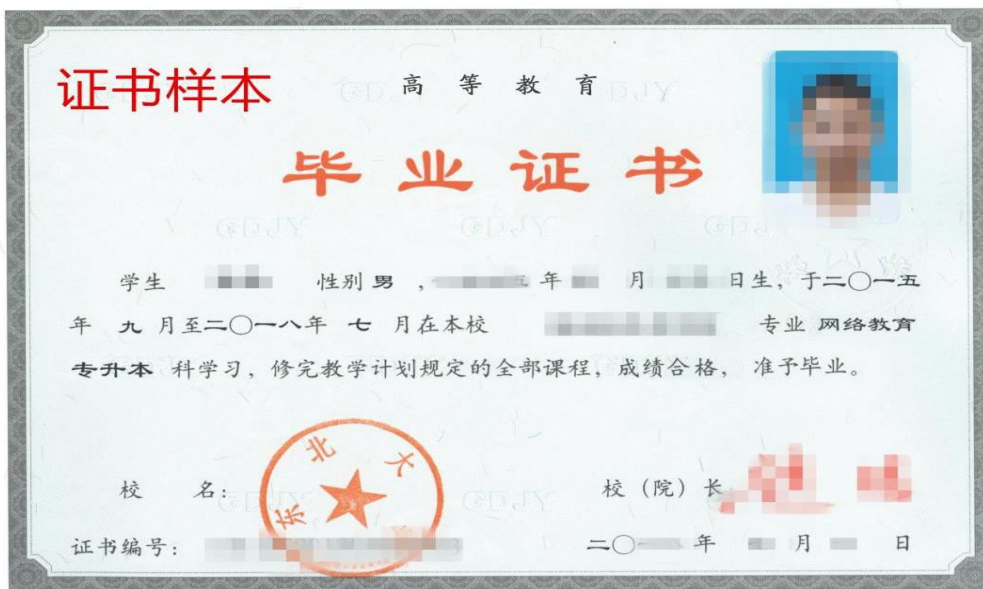 证书样本
高等教育
毕业证书
学生 性别 男 , 年 月 日生, 于二〇一五
年 九 月至二〇一八年 七 月在本校 专业 网络教育
专升本 科学习, 修完教学计划规定的全部课程, 成绩合格, 准予毕业。
东北大
校 名: 校 (院) 长
证书编号: 二〇一 年 月 日